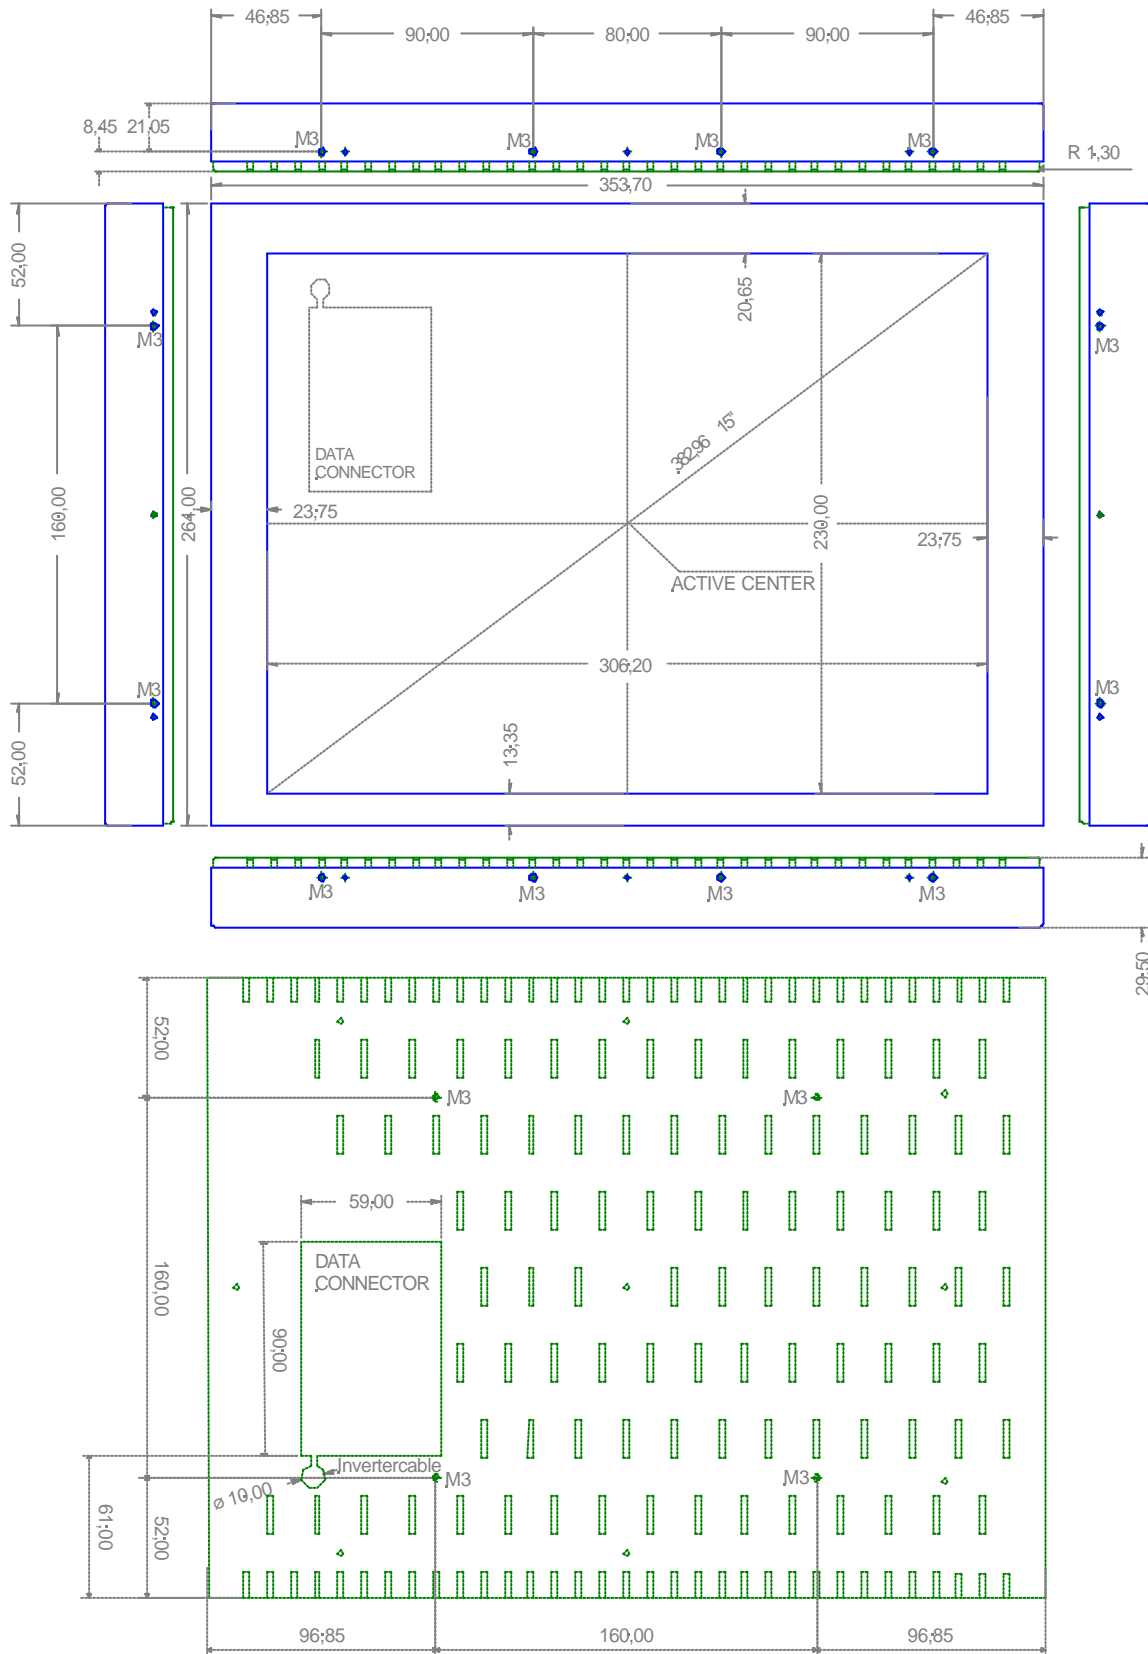 46,85
46,85
90,00
80,00
90,00
8,45 21,05
M3
M3
M3
M3
R 1,30
353,70
52,00
20,65
M3
M3
382,96 15"
DATA
CONNECTOR
160,00
264,00
23,75
230,00
23,75
ACTIVE CENTER
306,20
M3
M3
13,35
52,00
M3
M3
M3
M3
29,50
52,00
M3
M3
59,00
DATA
CONNECTOR
160,00
90,00
Invertercable
M3
M3
ø 10,00
61,00
52,00
96,85
160,00
96,85